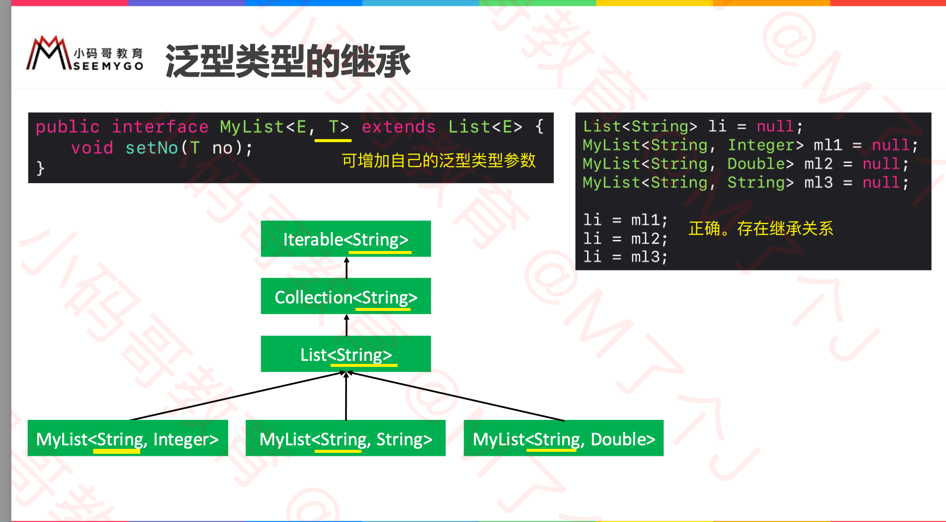 小码哥教育
SEEMYGO
泛型类型的继承
public interface MyList<E, T> extends List<E> {
void setNo(T no);
}
可增加自己的泛型类型参数
List<String> li = null;
MyList<String, Integer> ml1 = null;
MyList<String, Double> ml2 = null;
MyList<String, String> ml3 = null;
li = ml1;
li = ml2;
li = ml3;
正确。存在继承关系
Iterable<String>
Collection<String>
List<String>
MyList<String, Integer>
MyList<String, String>
MyList<String, Double>
小码哥教育 @M了个J